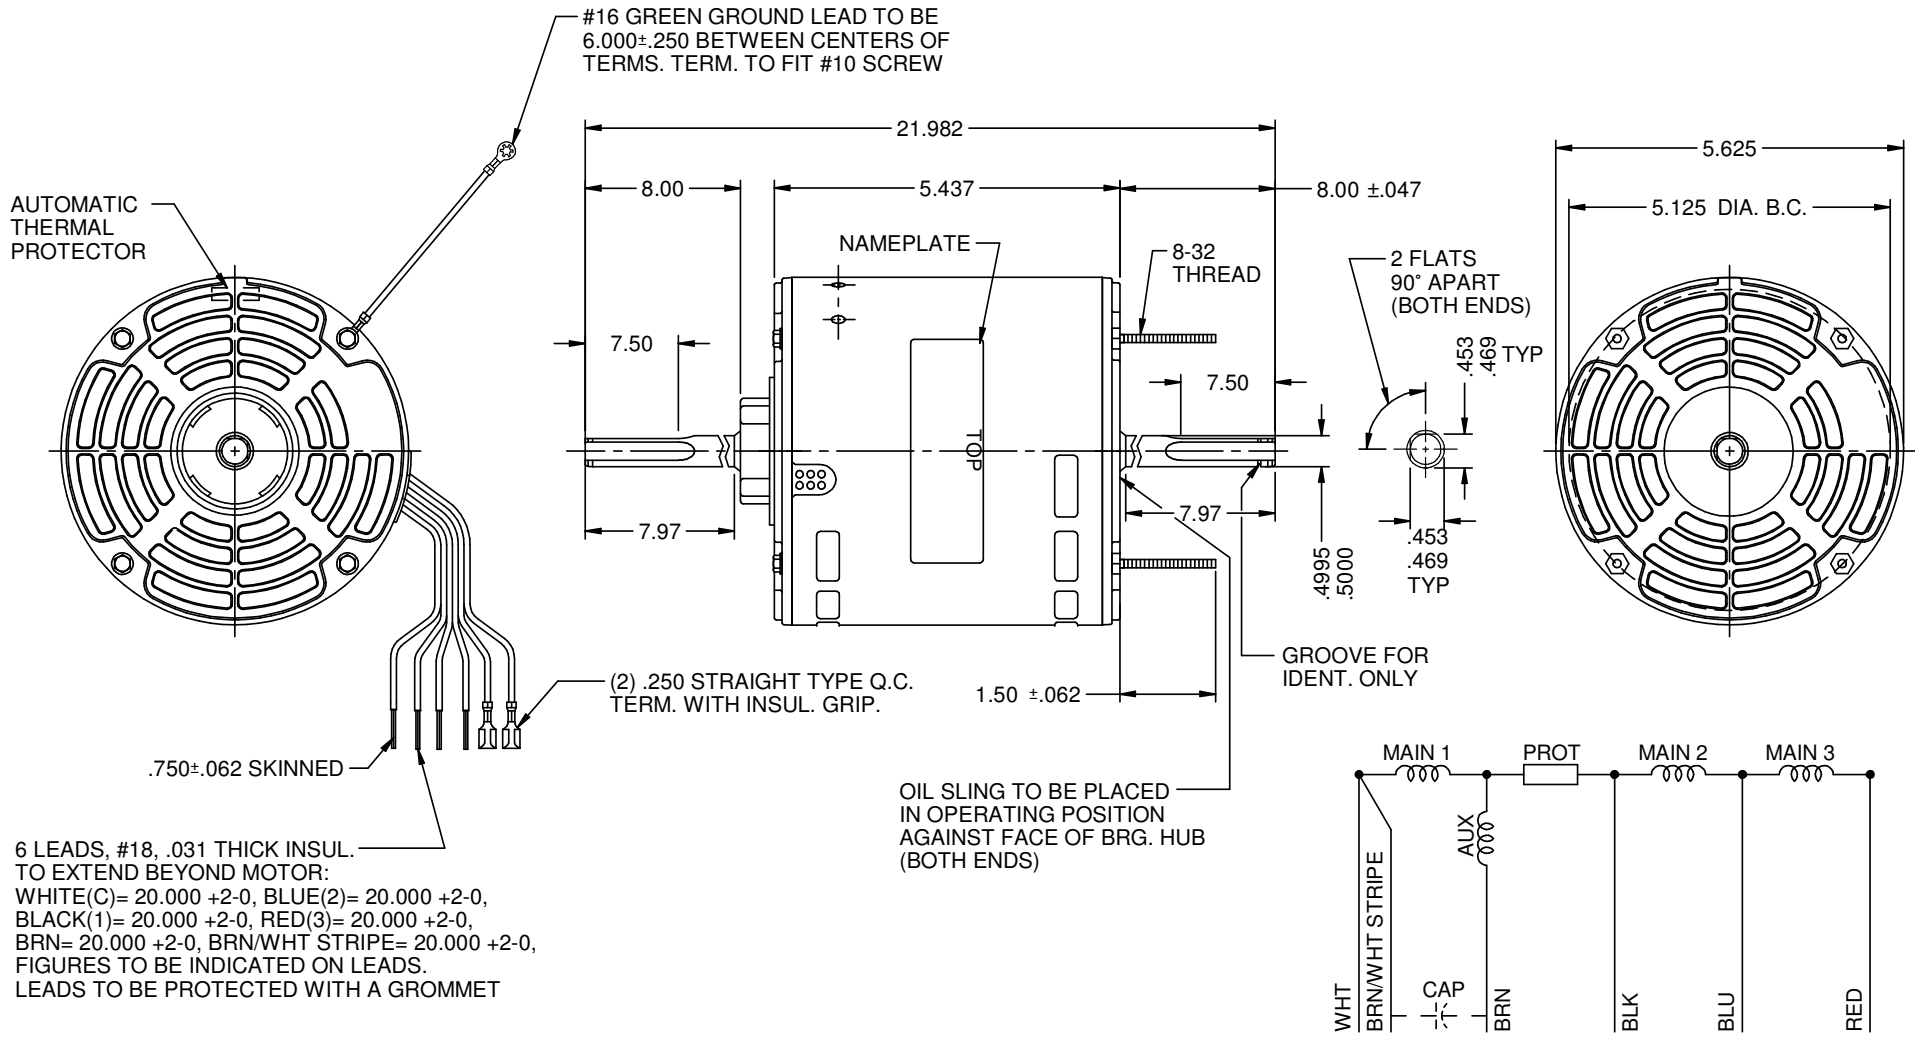 #16 GREEN GROUND LEAD TO BE
6.000±.250 BETWEEN CENTERS OF
TERMS. TERM. TO FIT #10 SCREW
AUTOMATIC
THERMAL
PROTECTOR
21.982
8.00
5.437
8.00 ±.047
NAMEPLATE
8-32
THREAD
7.50
7.50
TOP
7.97
7.97
.4995
.5000
2 FLATS
90° APART
(BOTH ENDS)
.453
.469 TYP
.453
.469
TYP
5.625
5.125 DIA. B.C.
GROOVE FOR
IDENT. ONLY
1.50 ±.062
(2) .250 STRAIGHT TYPE Q.C.
TERM. WITH INSUL. GRIP.
.750±.062 SKINNED
OIL SLING TO BE PLACED
IN OPERATING POSITION
AGAINST FACE OF BRG. HUB
(BOTH ENDS)
6 LEADS, #18, .031 THICK INSUL.
TO EXTEND BEYOND MOTOR:
WHITE(C)= 20.000 +2-0, BLUE(2)= 20.000 +2-0,
BLACK(1)= 20.000 +2-0, RED(3)= 20.000 +2-0,
BRN= 20.000 +2-0, BRN/WHT STRIPE= 20.000 +2-0,
FIGURES TO BE INDICATED ON LEADS.
LEADS TO BE PROTECTED WITH A GROMMET
MAIN 1
PROT
MAIN 2
MAIN 3
AUX
WHT
BRN/WHT STRIPE
CAP
BRN
BLK
BLU
RED